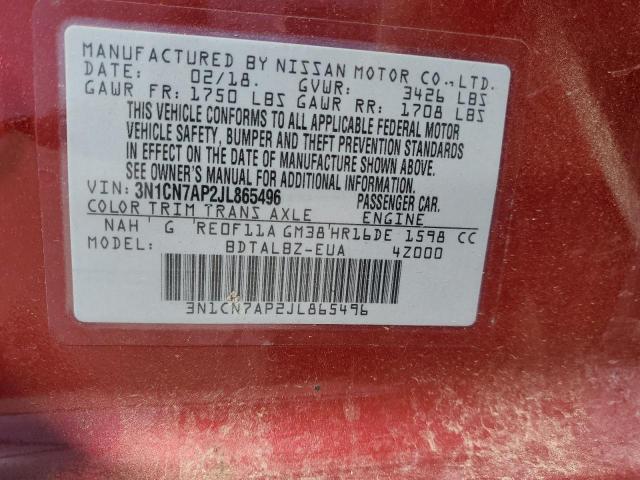 MANUFACTURED BY NISSAN MOTOR CO., LTD.
DATE: 02/18. GVWR: 3426 LBS
GAWR FR: 1750 LBS GAWR RR: 1708 LBS
THIS VEHICLE CONFORMS TO ALL APPLICABLE FEDERAL MOTOR
VEHICLE SAFETY, BUMPER AND THEFT PREVENTION STANDARDS
IN EFFECT ON THE DATE OF MANUFACTURE SHOWN ABOVE.
SEE OWNER'S MANUAL FOR ADDITIONAL INFORMATION.
VIN: 3N1CN7AP2JL865496 PASSENGER CAR.
COLOR TRIM TRANS AXLE ENGINE
NAH ' G RE0F11A GM38 'HR16DE 1598 CC
MODEL: BDTALBZ-EUA 4Z000
3N1CN7AP2JL865496